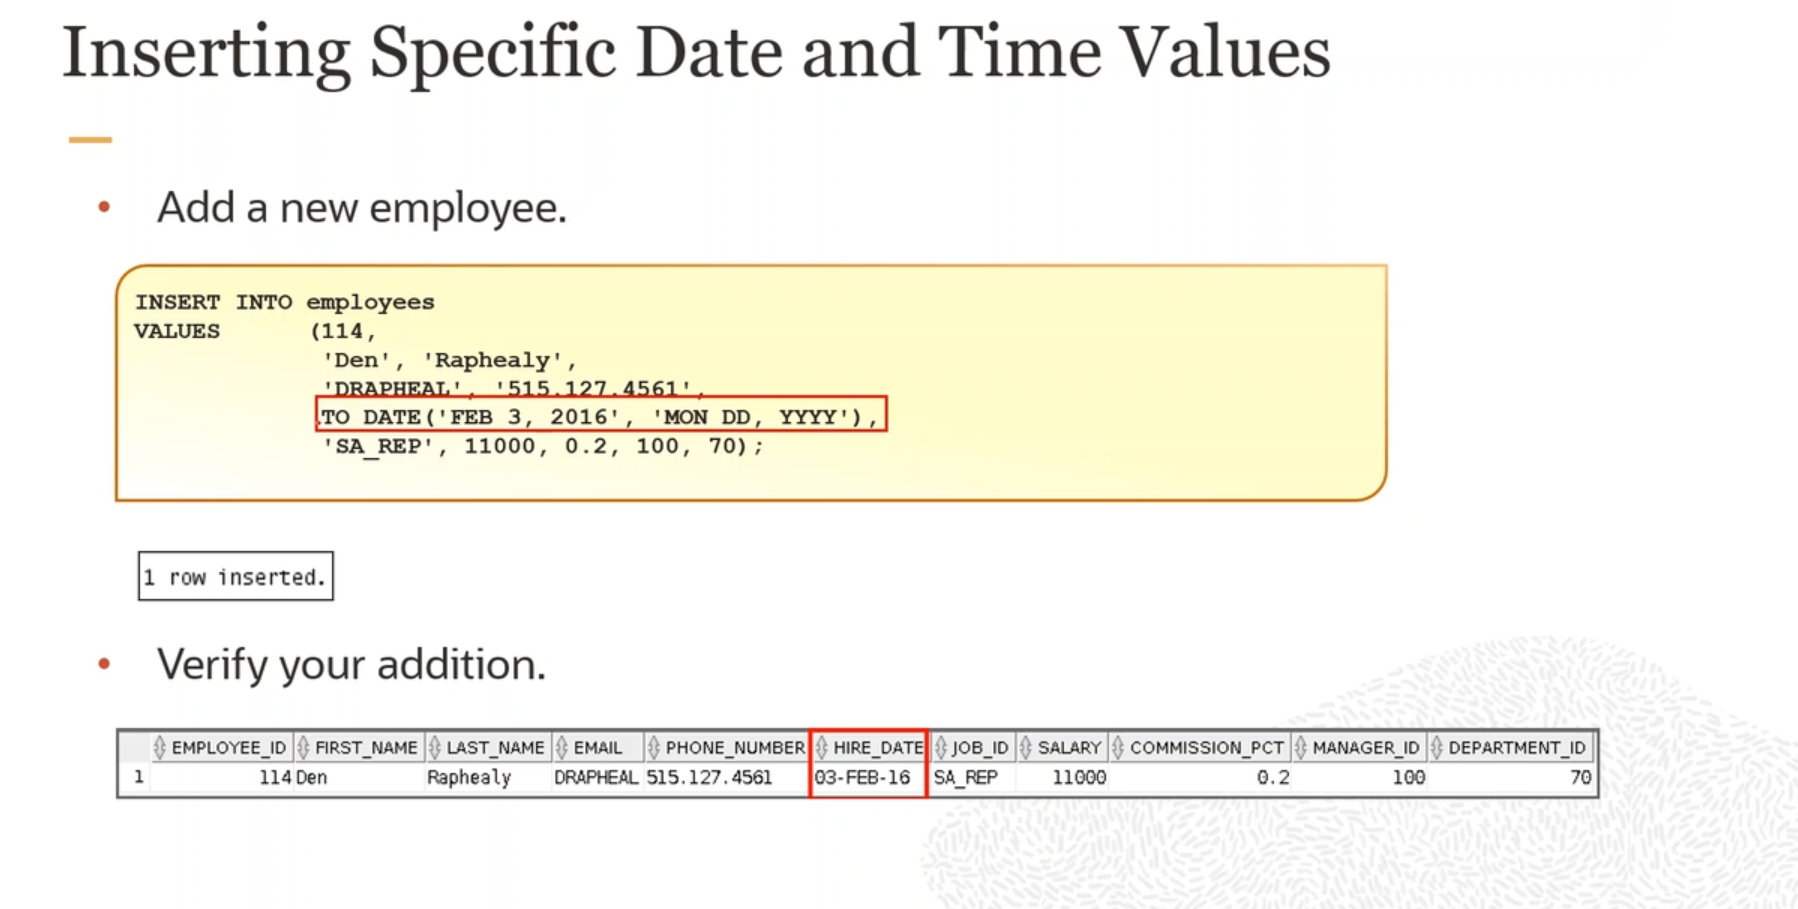 Inserting Specific Date and Time Values
• Add a new employee.
INSERT INTO employees
VALUES (114,
'Den', 'Raphealy',
'DRAPHEAL', '515.127.4561',
TO_DATE('FEB 3, 2016', 'MON DD, YYYY'),
'SA_REP', 11000, 0.2, 100, 70);
1 row inserted.
• Verify your addition.
EMPLOYEE_ID FIRST_NAME LAST_NAME EMAIL PHONE_NUMBER HIRE_DATE JOB_ID SALARY COMMISSION_PCT MANAGER_ID DEPARTMENT_ID
1 114 Den Raphealy DRAPHEAL 515.127.4561 03-FEB-16 SA_REP 11000 0.2 100 70